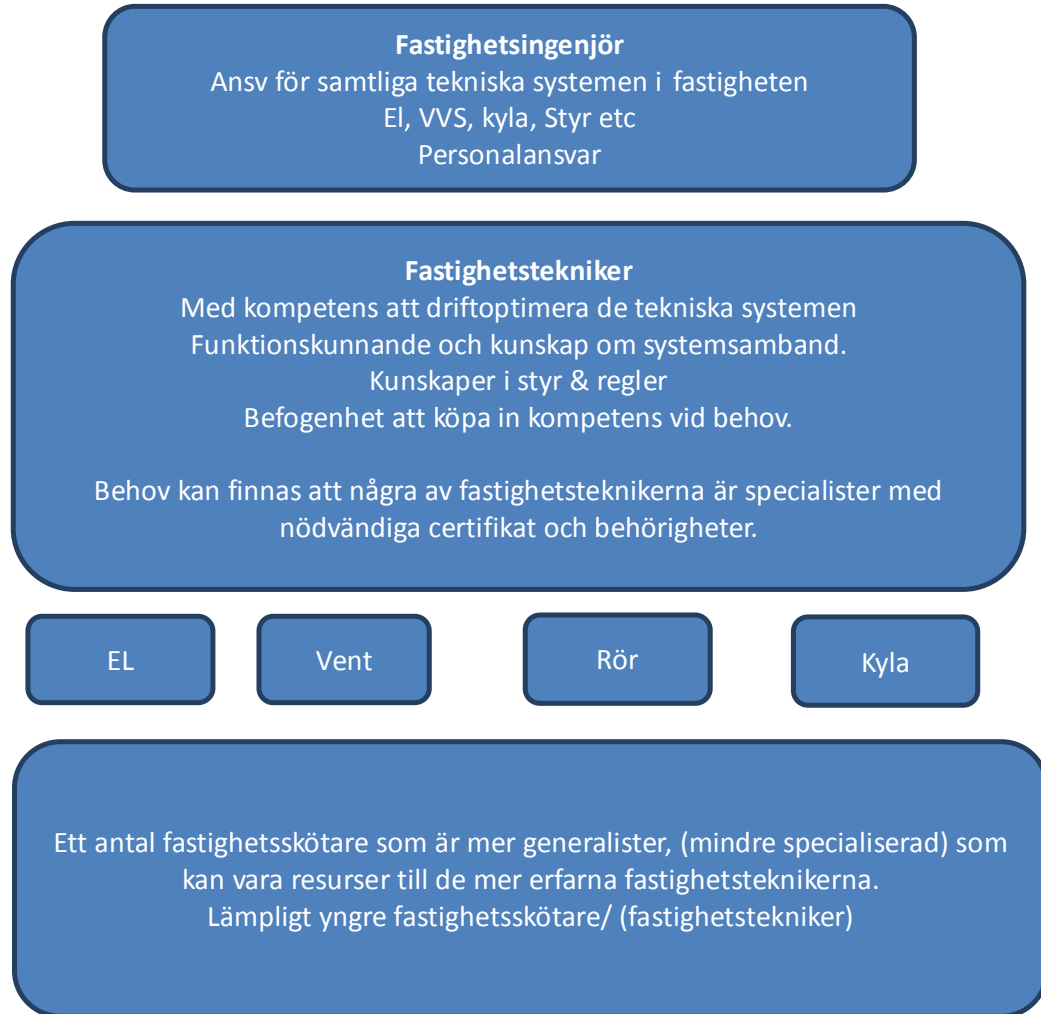 Fastighetsingenjör
Ansv för samtliga tekniska systemen i fastigheten
El, VVS, kyla, Styr etc
Personalansvar
Fastighetstekniker
Med kompetens att driftoptimera de tekniska systemen
Funktionskunnande och kunskap om systemsamband.
Kunskaper i styr & regler
Befogenhet att köpa in kompetens vid behov.
Behov kan finnas att några av fastighetsteknikerna är specialister med
nödvändiga certifikat och behörigheter.
EL
Vent
Rör
Kyla
Ett antal fastighetsskötare som är mer generalister, (mindre specialiserad) som
kan vara resurser till de mer erfarna fastighetsteknikerna.
Lämpligt yngre fastighetsskötare/ (fastighetstekniker)